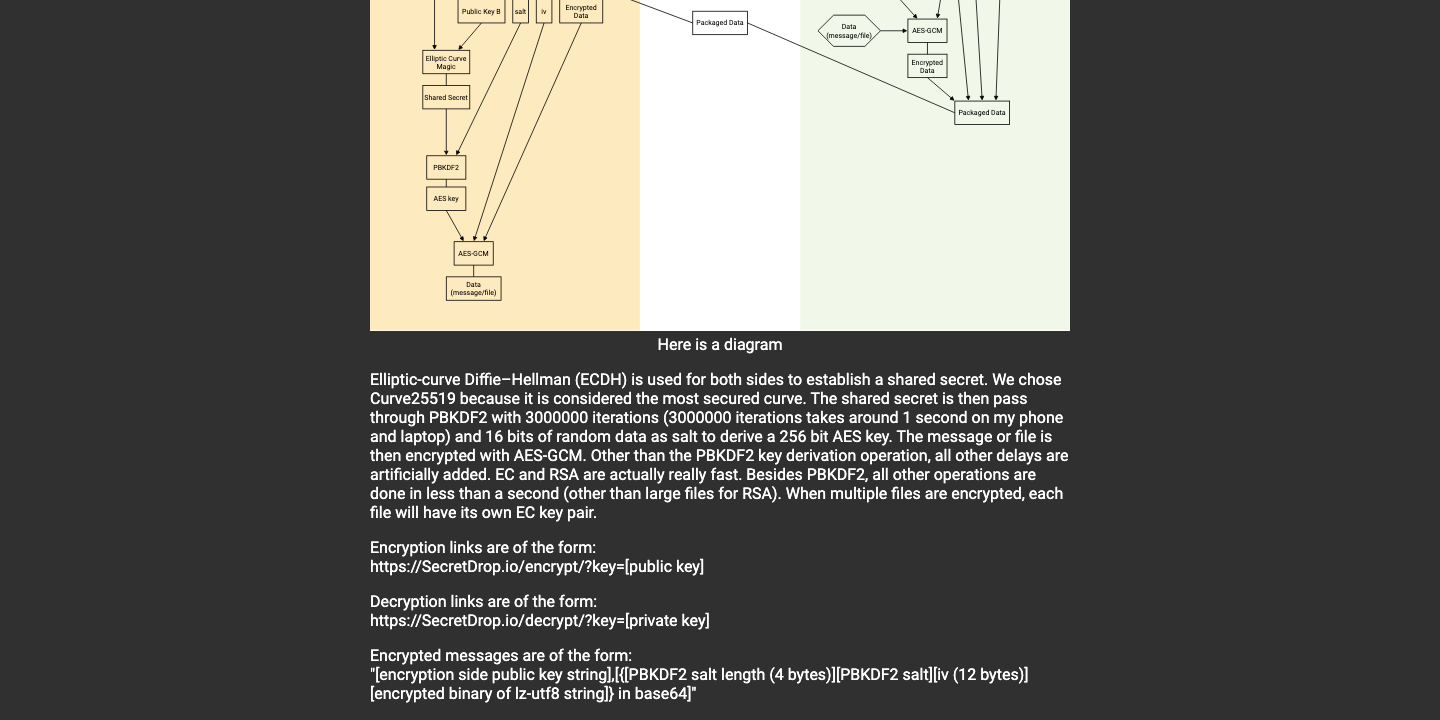 Public Key B
salt
iv
Encrypted
Data
Packaged Data
Data
(message/file)
AES-GCM
Elliptic Curve
Magic
Encrypted
Data
Shared Secret
Packaged Data
PBKDF2
AES key
AES-GCM
Data
(message/file)
Here is a diagram
Elliptic-curve Diffie–Hellman (ECDH) is used for both sides to establish a shared secret. We chose
Curve25519 because it is considered the most secured curve. The shared secret is then pass
through PBKDF2 with 3000000 iterations (3000000 iterations takes around 1 second on my phone
and laptop) and 16 bits of random data as salt to derive a 256 bit AES key. The message or file is
then encrypted with AES-GCM. Other than the PBKDF2 key derivation operation, all other delays are
artificially added. EC and RSA are actually really fast. Besides PBKDF2, all other operations are
done in less than a second (other than large files for RSA). When multiple files are encrypted, each
file will have its own EC key pair.
Encryption links are of the form:
https://SecretDrop.io/encrypt/?key=[public key]
Decryption links are of the form:
https://SecretDrop.io/decrypt/?key=[private key]
Encrypted messages are of the form:
"[encryption side public key string],[{[PBKDF2 salt length (4 bytes)][PBKDF2 salt][iv (12 bytes)]
[encrypted binary of lz-utf8 string]} in base64]"